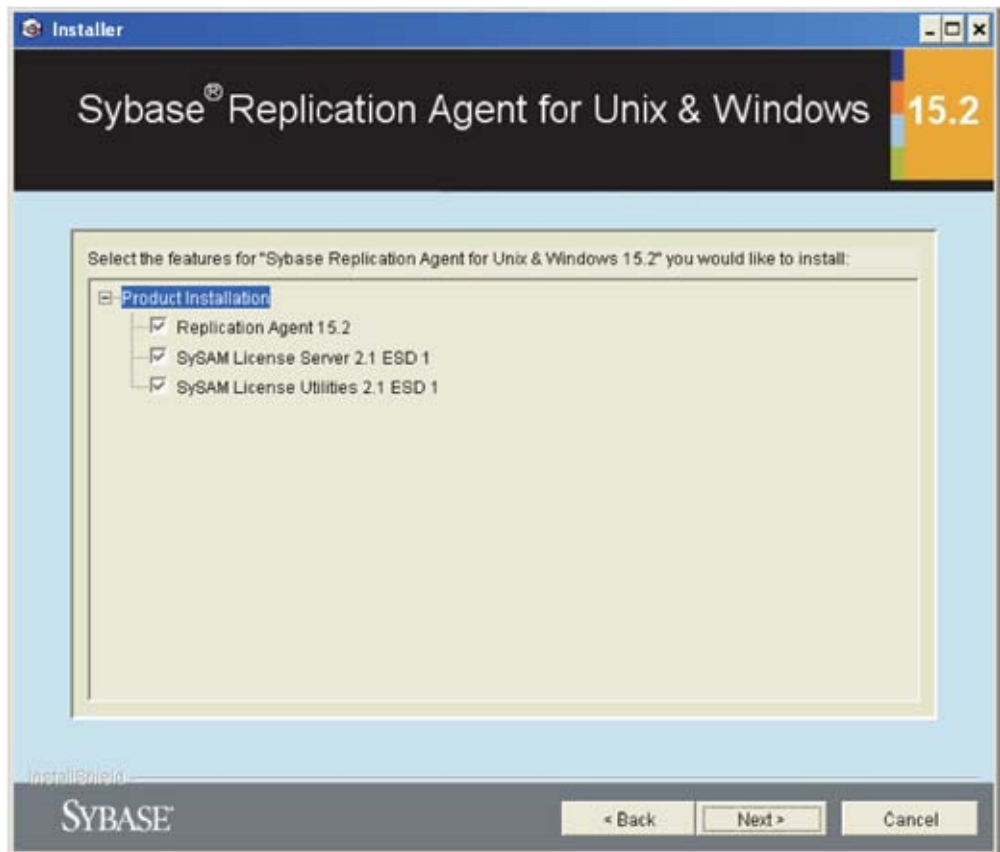 Installer
Sybase® Replication Agent for Unix & Windows
15.2
Select the features for "Sybase Replication Agent for Unix & Windows 15.2" you would like to install:
Product Installation
Replication Agent 15.2
SySAM License Server 2.1 ESD 1
SySAM License Utilities 2.1 ESD 1
InstallShield
SYBASE™
< Back
Next >
Cancel